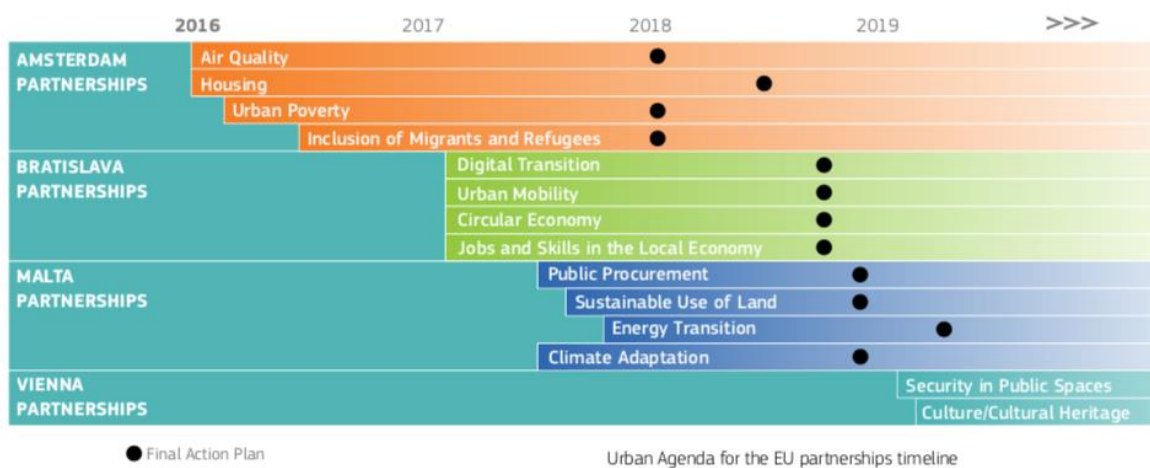 2016 2017 2018 2019 >>>
AMSTERDAM
PARTNERSHIPS
Air Quality
Housing
Urban Poverty
Inclusion of Migrants and Refugees
BRATISLAVA
PARTNERSHIPS
Digital Transition
Urban Mobility
Circular Economy
Jobs and Skills in the Local Economy
MALTA
PARTNERSHIPS
Public Procurement
Sustainable Use of Land
Energy Transition
Climate Adaptation
VIENNA
PARTNERSHIPS
Security in Public Spaces
Culture/Cultural Heritage
Final Action Plan
Urban Agenda for the EU partnerships timeline